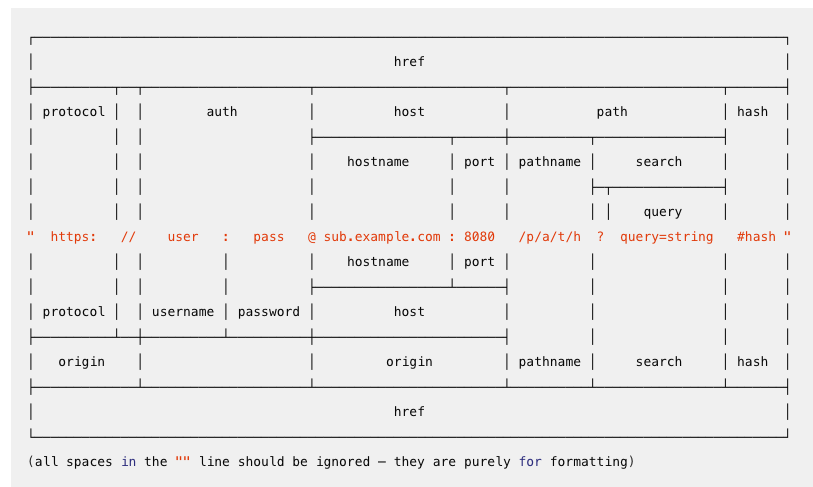 href
protocol auth host path hash
hostname port pathname search
query
" https: // user : pass @ sub.example.com : 8080 /p/a/t/h ? query=string #hash "
hostname port
protocol username password host
origin origin pathname search hash
href
(all spaces in the "" line should be ignored — they are purely for formatting)